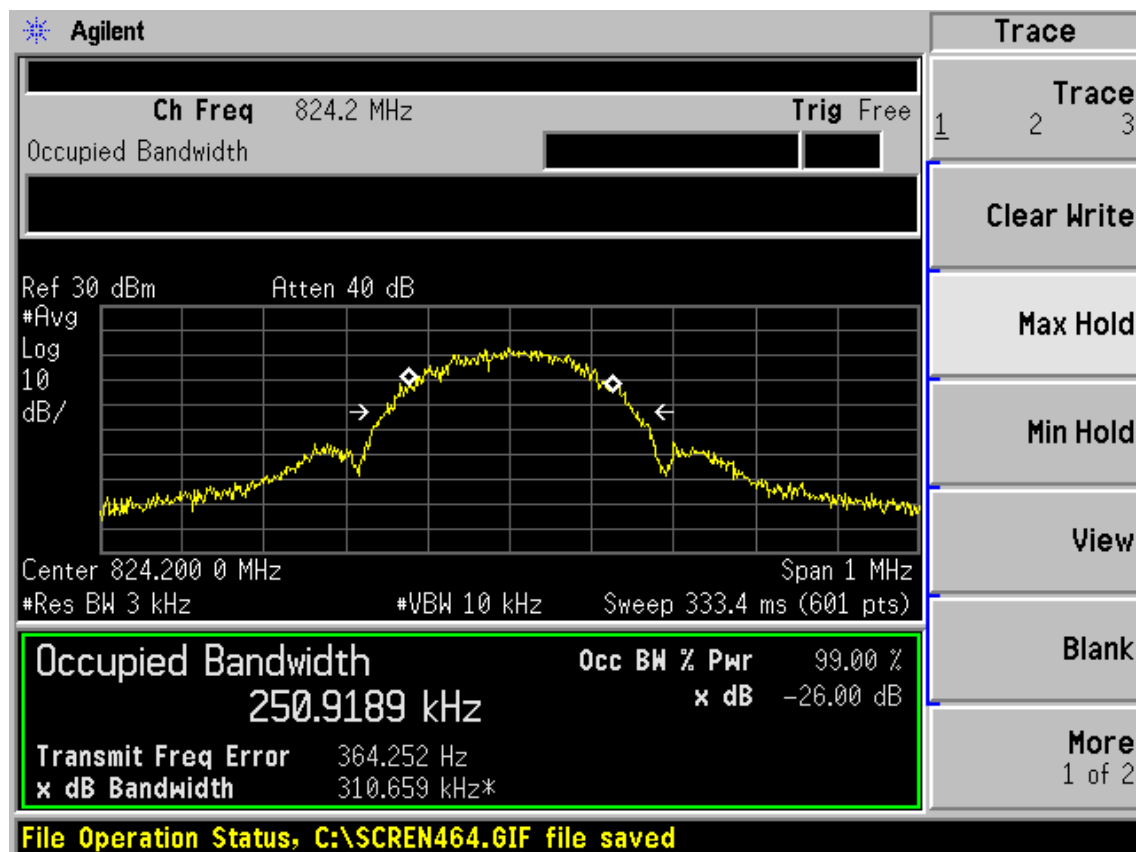 Agilent
Trace
Ch Freq 824.2 MHz Trig Free
Occupied Bandwidth
Ref 30 dBm Atten 40 dB
#Avg
Log
10
dB/
Center 824.200 0 MHz Span 1 MHz
#Res BW 3 kHz #VBW 10 kHz Sweep 333.4 ms (601 pts)
Occupied Bandwidth
250.9189 kHz
Occ BW % Pwr 99.00 %
x dB -26.00 dB
Transmit Freq Error 364.252 Hz
x dB Bandwidth 310.659 kHz*
File Operation Status, C:\SCREN464.GIF file saved
Trace
1 2 3
Clear Write
Max Hold
Min Hold
View
Blank
More
1 of 2